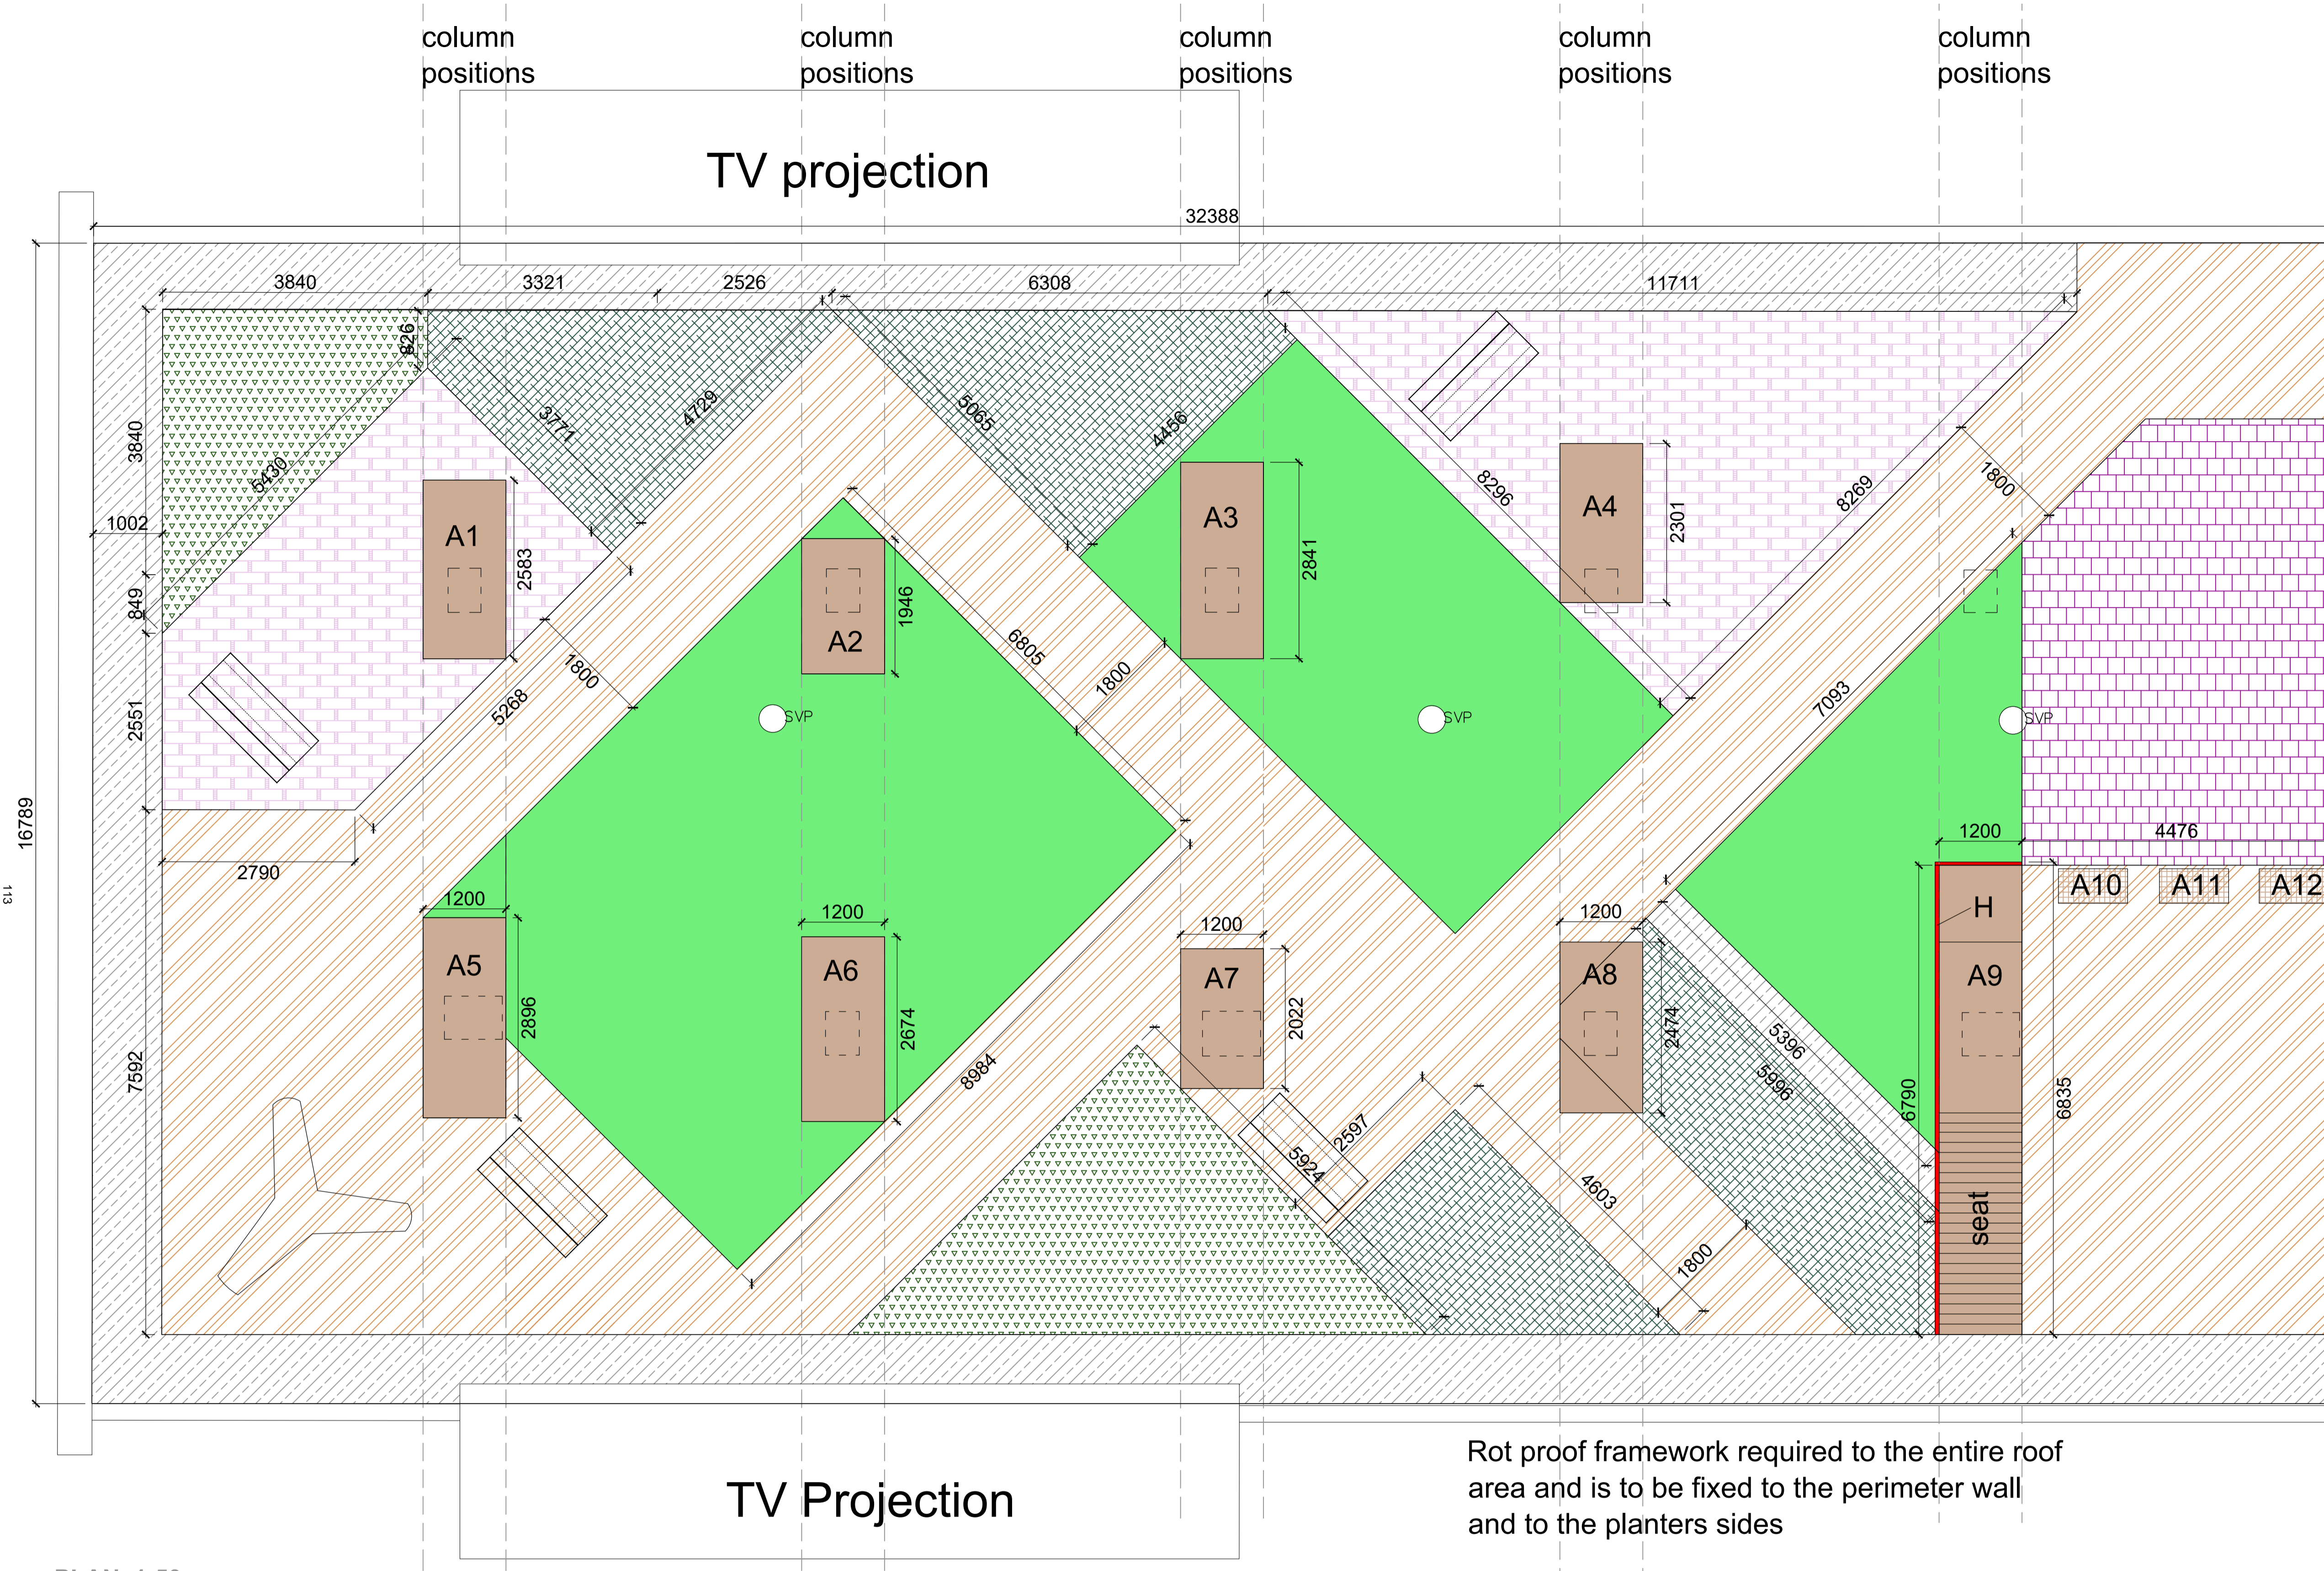 column
positions
column
positions
column
positions
column
positions
column
positions
TV projection
32388
3840
3321
2526
6308
11711
826
3771
4729
5065
4456
8296
8269
1800
3840
5430
1002
849
2551
16789
113
A1
2583
A2
1946
A3
2841
A4
2301
6805
1800
1800
5268
SVP
SVP
SVP
7093
2790
7592
1200
1200
1200
1200
1200
4476
A10
A11
A12
H
A5
2896
A6
2674
A7
2022
A8
2474
A9
8984
5396
5996
6790
6835
2597
5924
4603
1800
seat
TV Projection
Rot proof framework required to the entire roof
area and is to be fixed to the perimeter wall
and to the planters sides